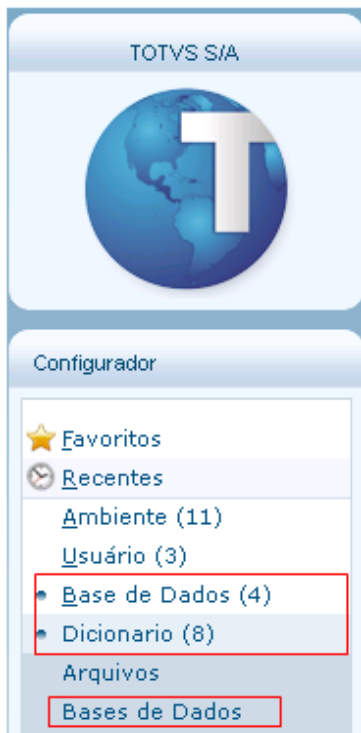 TOTVS S/A
T
Configurador
Favoritos
Recentes
Ambiente (11)
Usuário (3)
Base de Dados (4)
Dicionario (8)
Arquivos
Bases de Dados